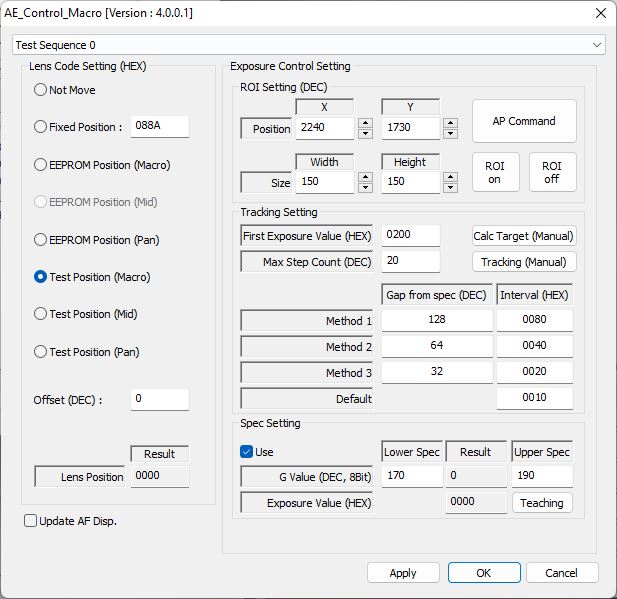 AE_Control_Macro [Version : 4.0.0.1]
Test Sequence 0
Lens Code Setting (HEX)
Not Move
Fixed Position :
088A
EEPROM Position (Macro)
EEPROM Position (Mid)
EEPROM Position (Pan)
Test Position (Macro)
Test Position (Mid)
Test Position (Pan)
Offset (DEC) :
0
Result
Lens Position
0000
Update AF Disp.
Exposure Control Setting
ROI Setting (DEC)
X
Y
Position
2240
1730
AP Command
Width
Height
Size
150
150
ROI
on
ROI
off
Tracking Setting
First Exposure Value (HEX)
0200
Calc Target (Manual)
Max Step Count (DEC)
20
Tracking (Manual)
Gap from spec (DEC)
Interval (HEX)
Method 1
128
0080
Method 2
64
0040
Method 3
32
0020
Default
0010
Spec Setting
Use
Lower Spec
Result
Upper Spec
G Value (DEC, 8Bit)
170
0
190
Exposure Value (HEX)
0000
Teaching
Apply
OK
Cancel